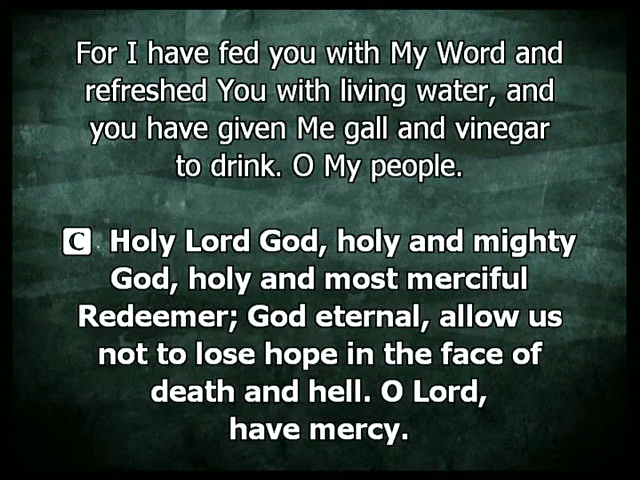 For I have fed you with My Word and
refreshed You with living water, and
you have given Me gall and vinegar
to drink. O My people.
C Holy Lord God, holy and mighty
God, holy and most merciful
Redeemer; God eternal, allow us
not to lose hope in the face of
death and hell. O Lord,
have mercy.